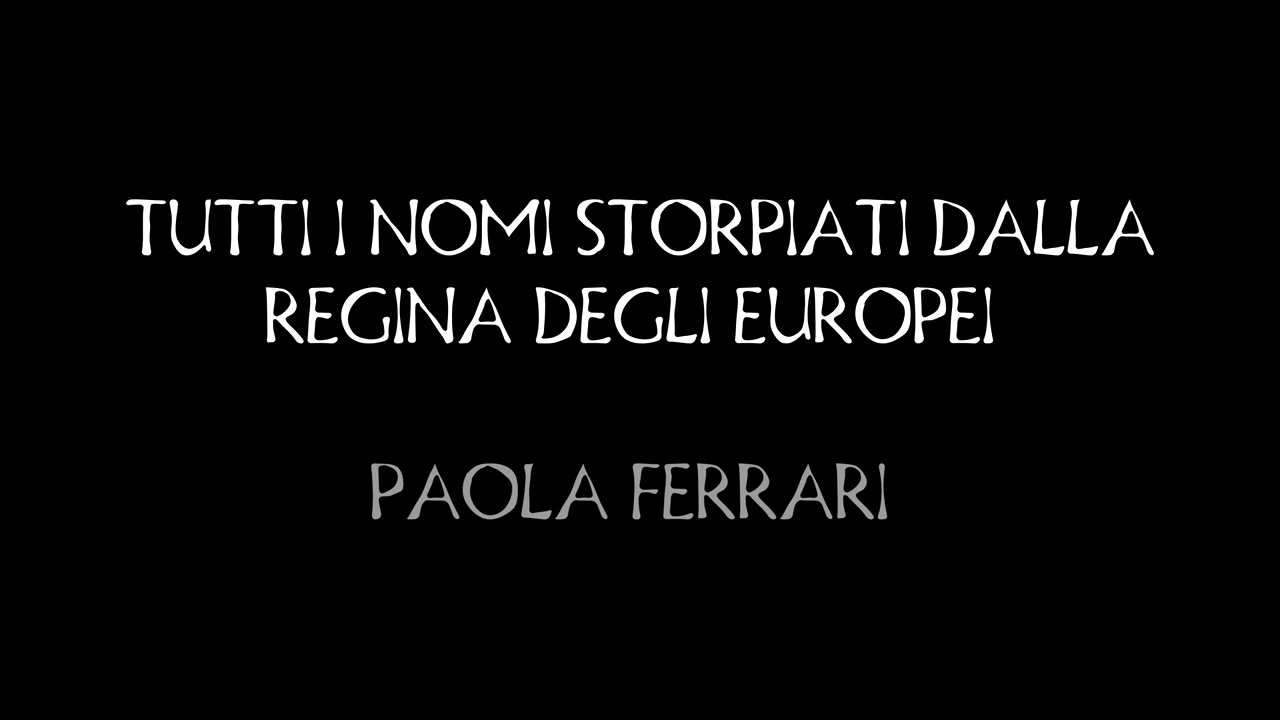 TUTTI I NOMI STORPIATI DALLA
REGINA DEGLI EUROPEI
PAOLA FERRARI